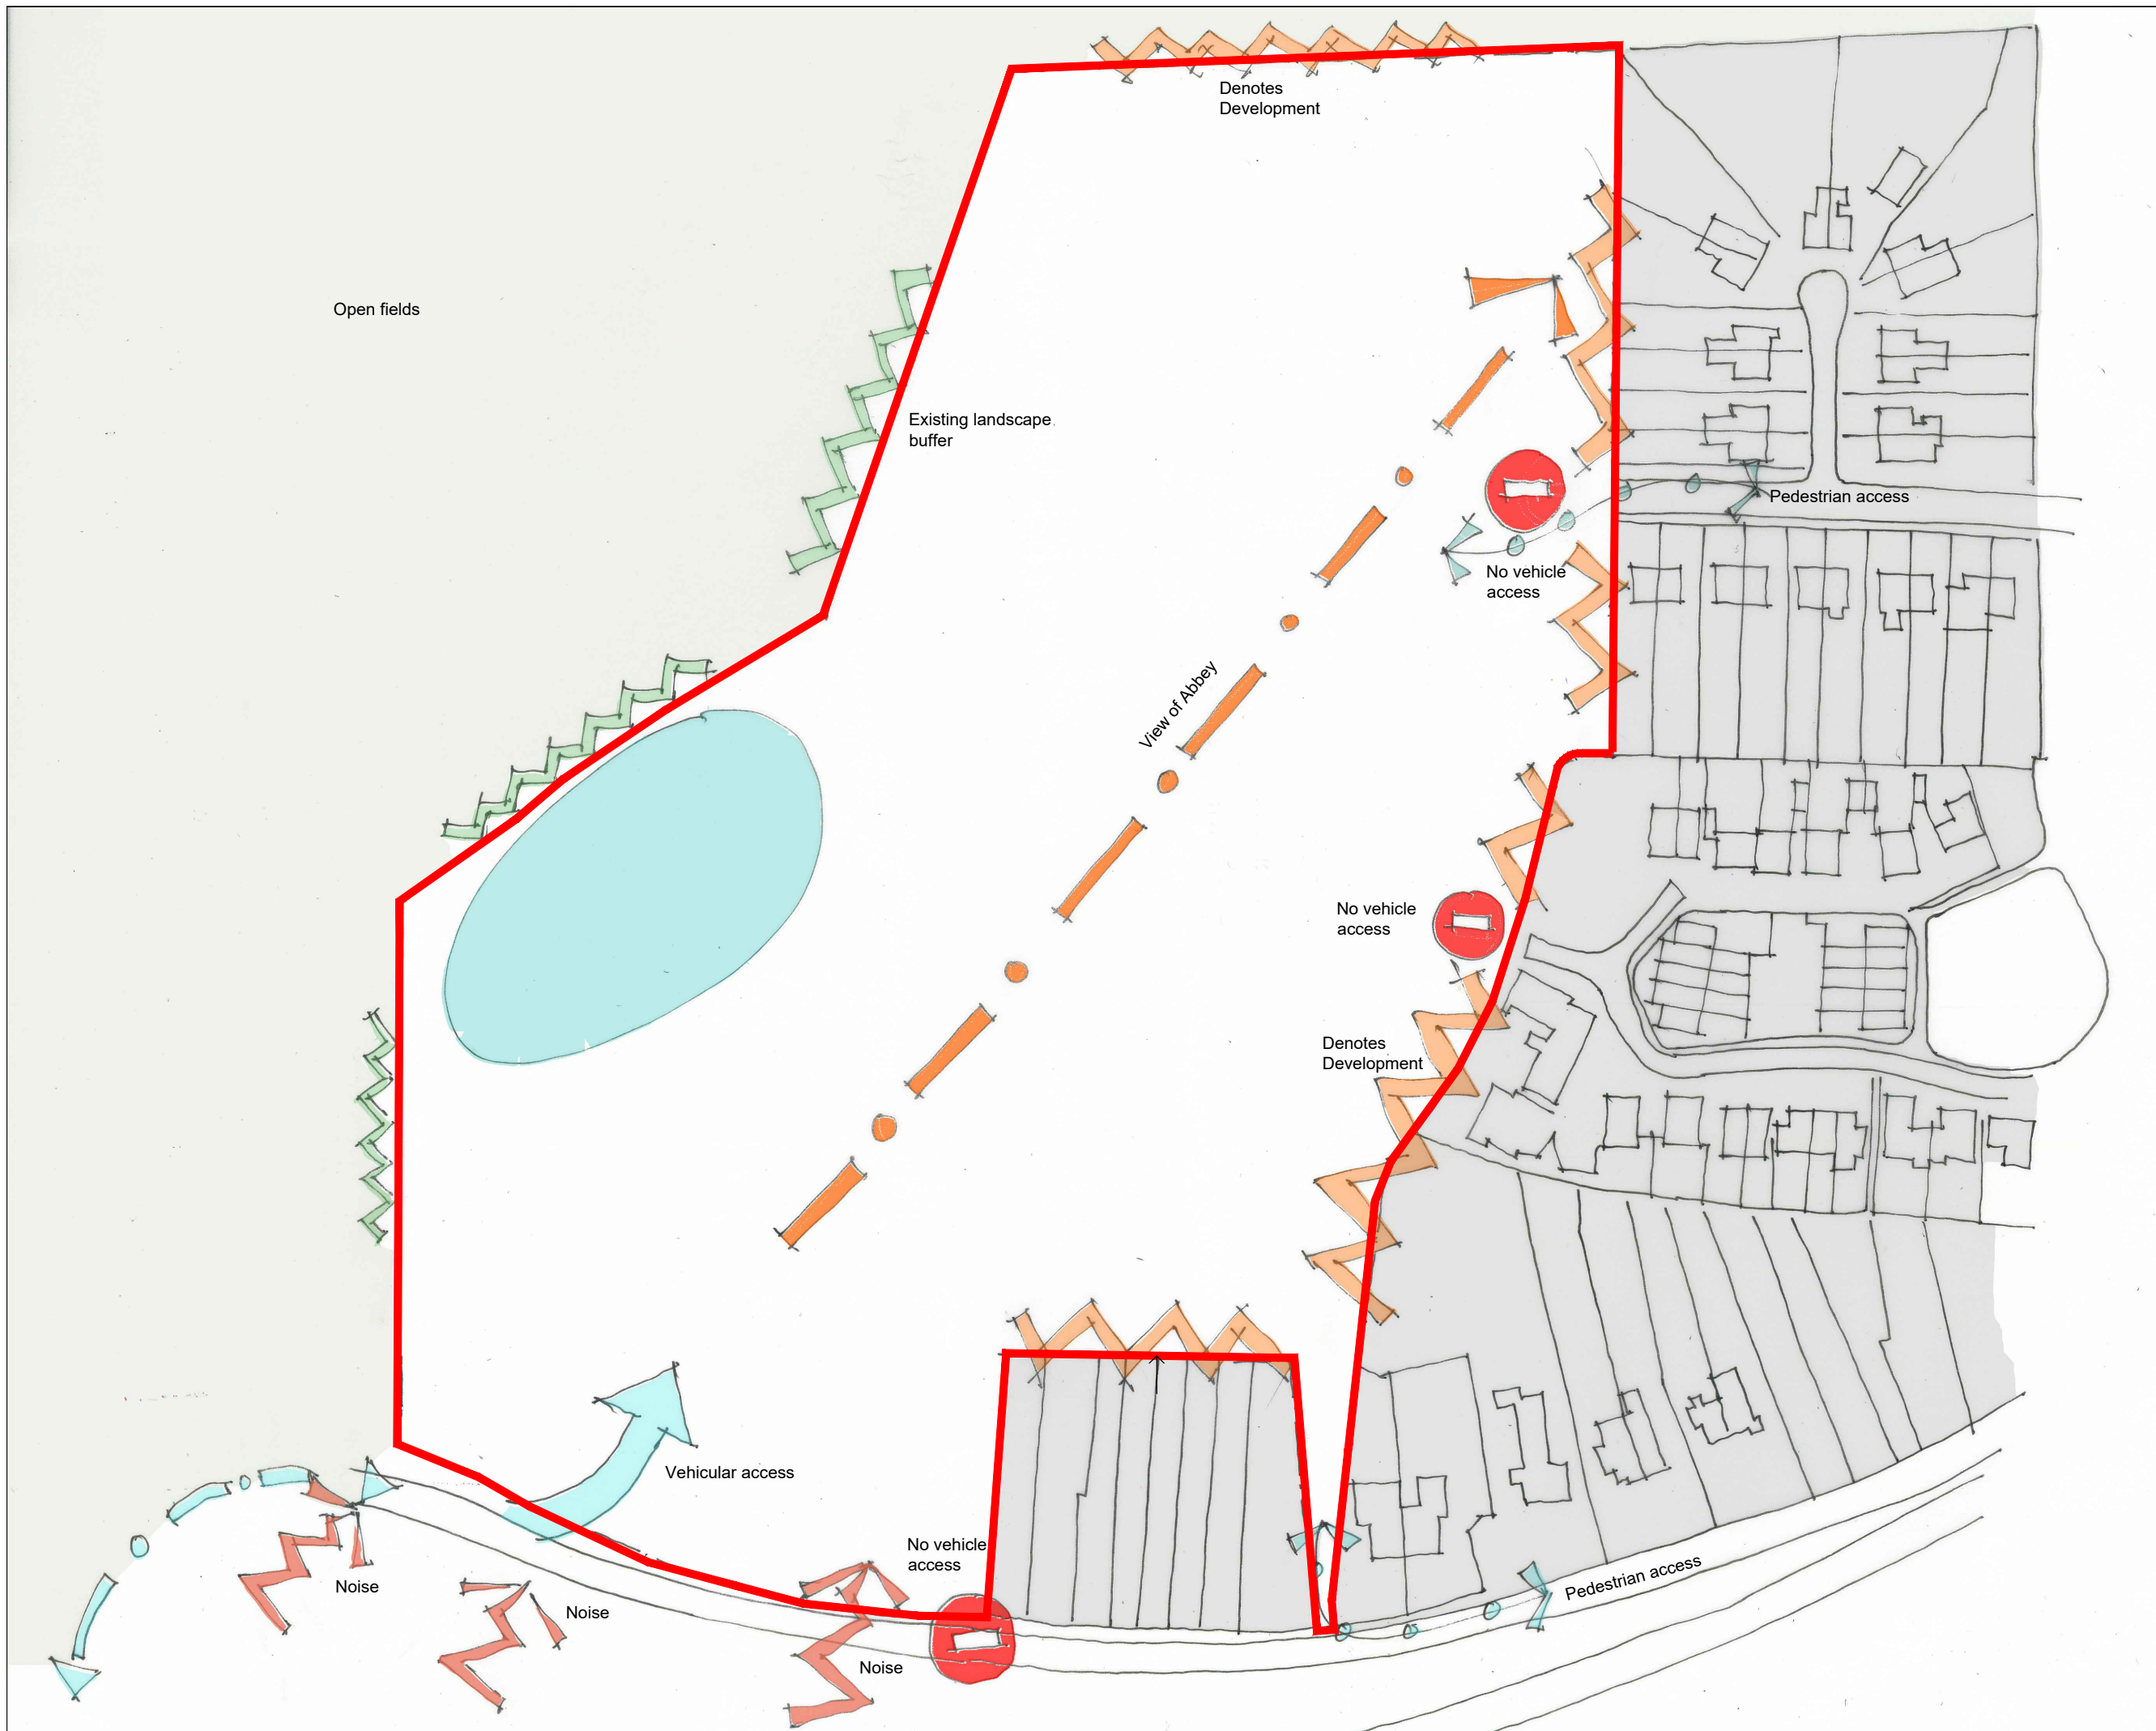 Denotes
Development
Open fields
Existing landscape
buffer
Pedestrian access
No vehicle
access
View of Abbey
No vehicle
access
Denotes
Development
Vehicular access
No vehicle
access
Noise
Noise
Noise
Pedestrian access